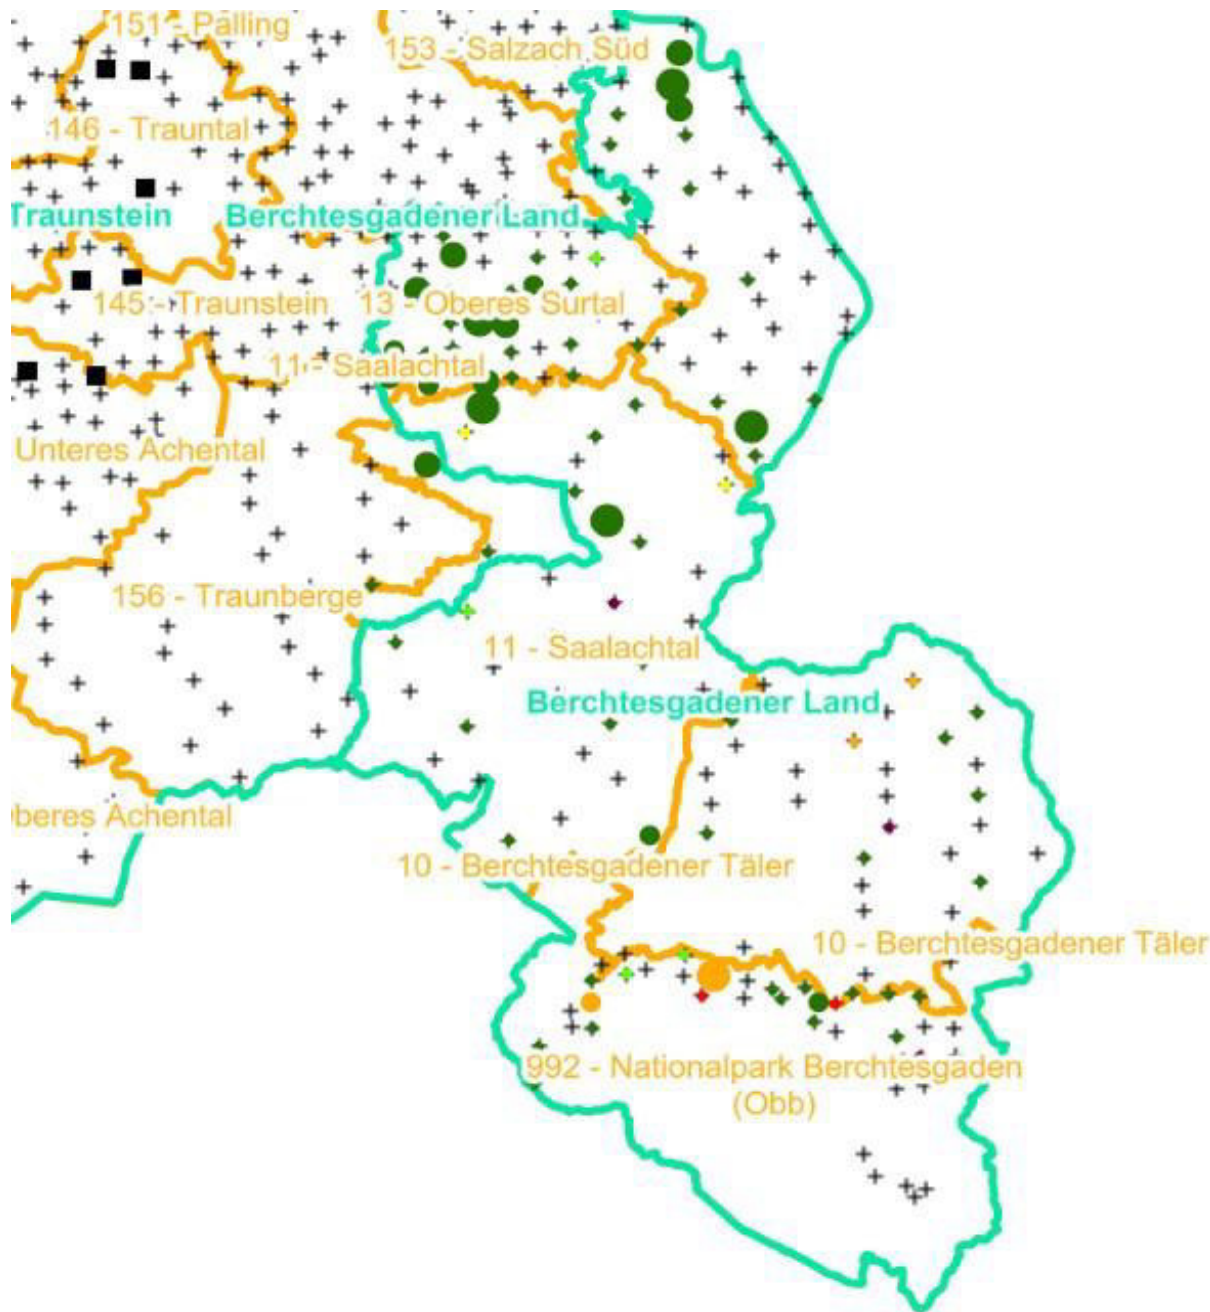 151 - Palling
153 - Salzach Süd
146 - Trauntal
Traunstein
Berchtesgadener Land
145 - Traunstein
13 - Oberes Surtal
11 - Saalachtal
Unteres Achental
156 - Traunberge
11 - Saalachtal
Berchtesgadener Land
beres Achental
10 - Berchtesgadener Täler
10 - Berchtesgadener Täler
992 - Nationalpark Berchtesgaden
(Obb)